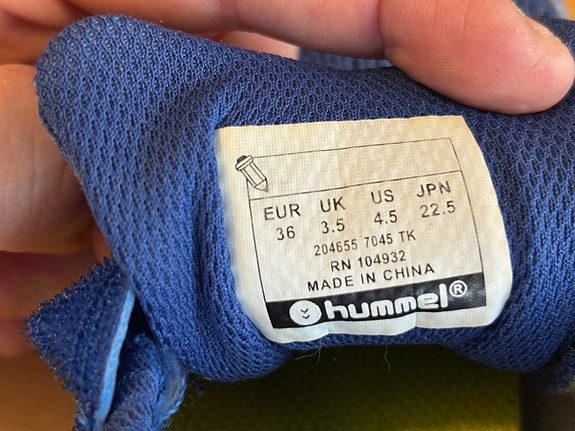 EUR UK US JPN
36 3.5 4.5 22.5
204655 7045 TK
RN 104932
MADE IN CHINA
hummel®